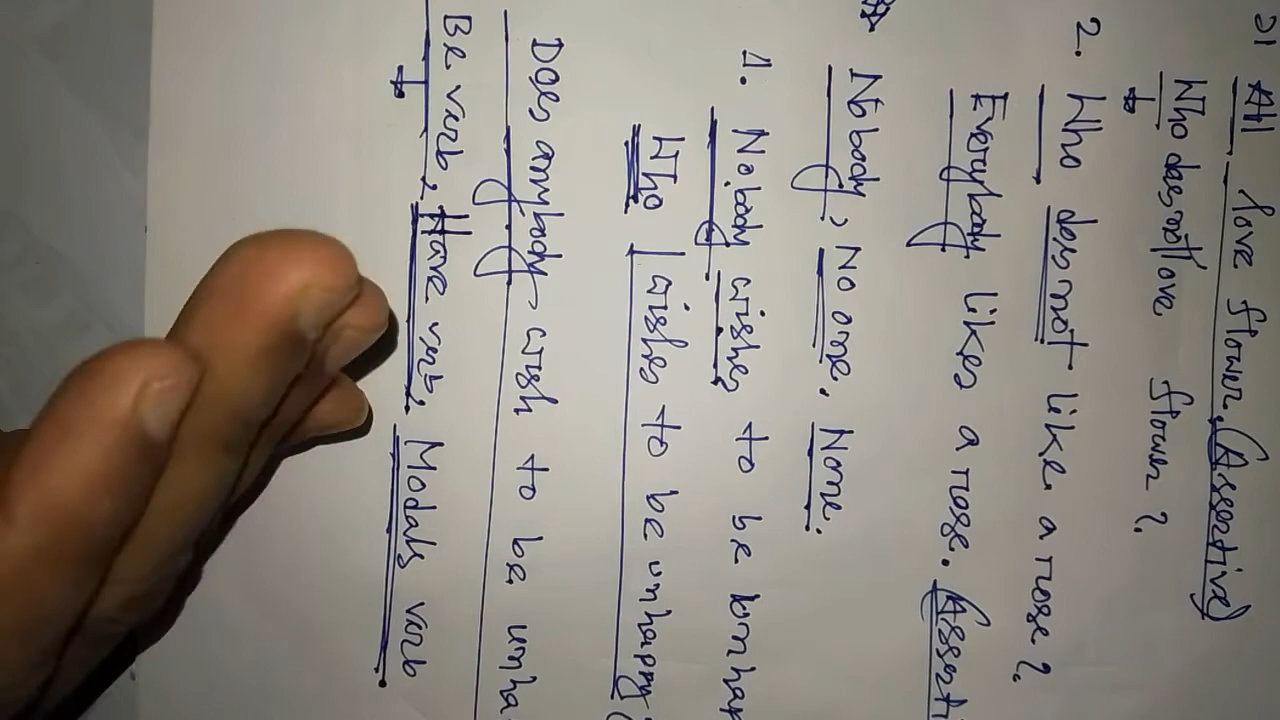 All love flower. (Assertive)
Who does not love flower ?
2. Who does not like a rose ?
Everybody likes a rose. (Asserti
Nobody, No one, None.
1. Nobody wishes to be
Who wishes to be unhappy
Does anybody wish to be unha
Be verb, Have verb, Modals verb